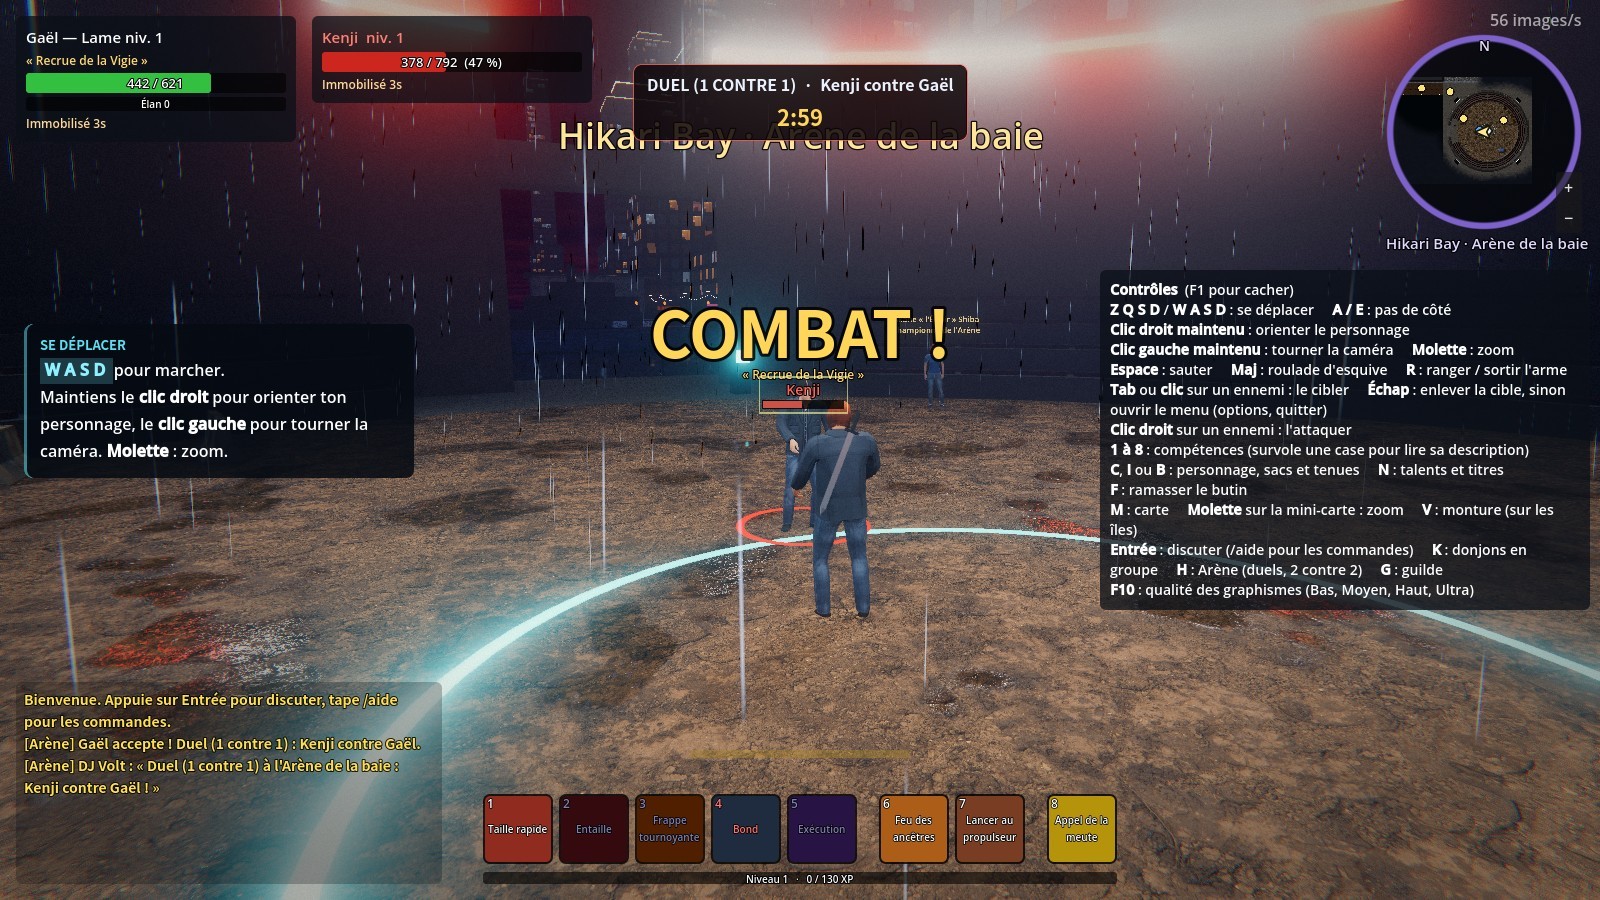 Gaël — Lame niv. 1
« Recrue de la Vigie »
442 / 621
Élan 0
Immobilisé 3s
Kenji niv. 1
378 / 792 (47 %)
Immobilisé 3s
DUEL (1 CONTRE 1) · Kenji contre Gaël
2:59
Hikari Bay · Arène de la baie
56 images/s
N
+
−
Hikari Bay · Arène de la baie
Contrôles (F1 pour cacher)
Z Q S D / W A S D : se déplacer A / E : pas de côté
Clic droit maintenu : orienter le personnage
Clic gauche maintenu : tourner la caméra Molette : zoom
Espace : sauter Maj : roulade d'esquive R : ranger / sortir l'arme
Tab ou clic sur un ennemi : le cibler Échap : enlever la cible, sinon
ouvrir le menu (options, quitter)
Clic droit sur un ennemi : l'attaquer
1 à 8 : compétences (survole une case pour lire sa description)
C, I ou B : personnage, sacs et tenues N : talents et titres
F : ramasser le butin
M : carte Molette sur la mini-carte : zoom V : monture (sur les
îles)
Entrée : discuter (/aide pour les commandes) K : donjons en
groupe H : Arène (duels, 2 contre 2) G : guilde
F10 : qualité des graphismes (Bas, Moyen, Haut, Ultra)
SE DÉPLACER
W A S D pour marcher.
Maintiens le clic droit pour orienter ton
personnage, le clic gauche pour tourner la
caméra. Molette : zoom.
COMBAT !
Shiba
l'Arène
« Recrue de la Vigie »
Kenji
Bienvenue. Appuie sur Entrée pour discuter, tape /aide
pour les commandes.
[Arène] Gaël accepte ! Duel (1 contre 1) : Kenji contre Gaël.
[Arène] DJ Volt : « Duel (1 contre 1) à l'Arène de la baie :
Kenji contre Gaël ! »
1
Taille rapide
2
Entaille
3
Frappe
tournoyante
4
Bond
5
Exécution
6
Feu des
ancêtres
7
Lancer au
propulseur
8
Appel de la
meute
Niveau 1 · 0 / 130 XP